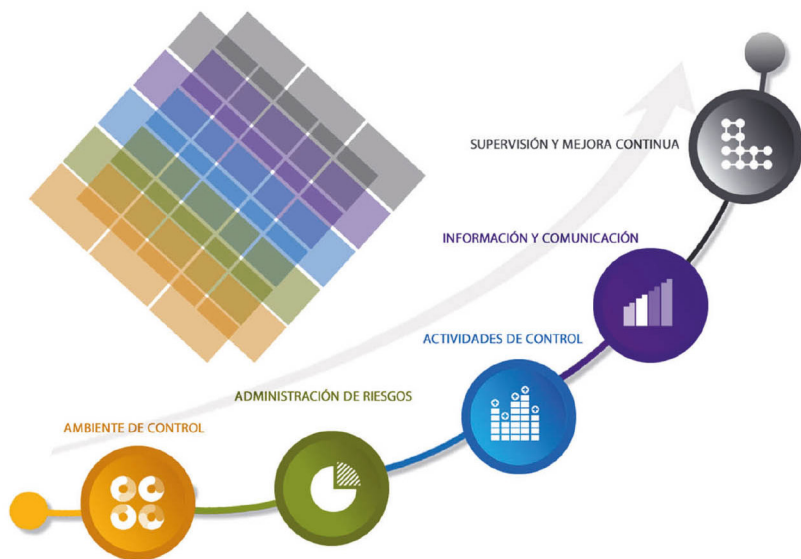 SUPERVISIÓN Y MEJORA CONTINUA
INFORMACIÓN Y COMUNICACIÓN
ACTIVIDADES DE CONTROL
ADMINISTRACIÓN DE RIESGOS
AMBIENTE DE CONTROL